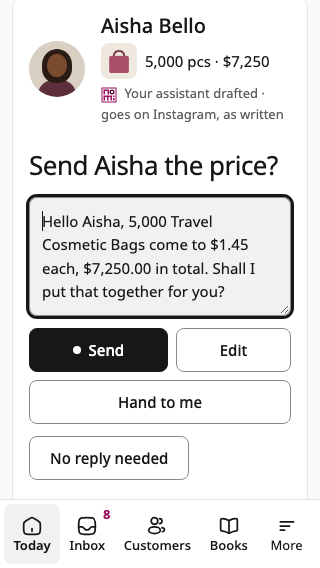 Aisha Bello
5,000 pcs · $7,250
Your assistant drafted ·
goes on Instagram, as written
Send Aisha the price?
Hello Aisha, 5,000 Travel
Cosmetic Bags come to $1.45
each, $7,250.00 in total. Shall I
put that together for you?
Send
Edit
Hand to me
No reply needed
8
Today
Inbox
Customers
Books
More